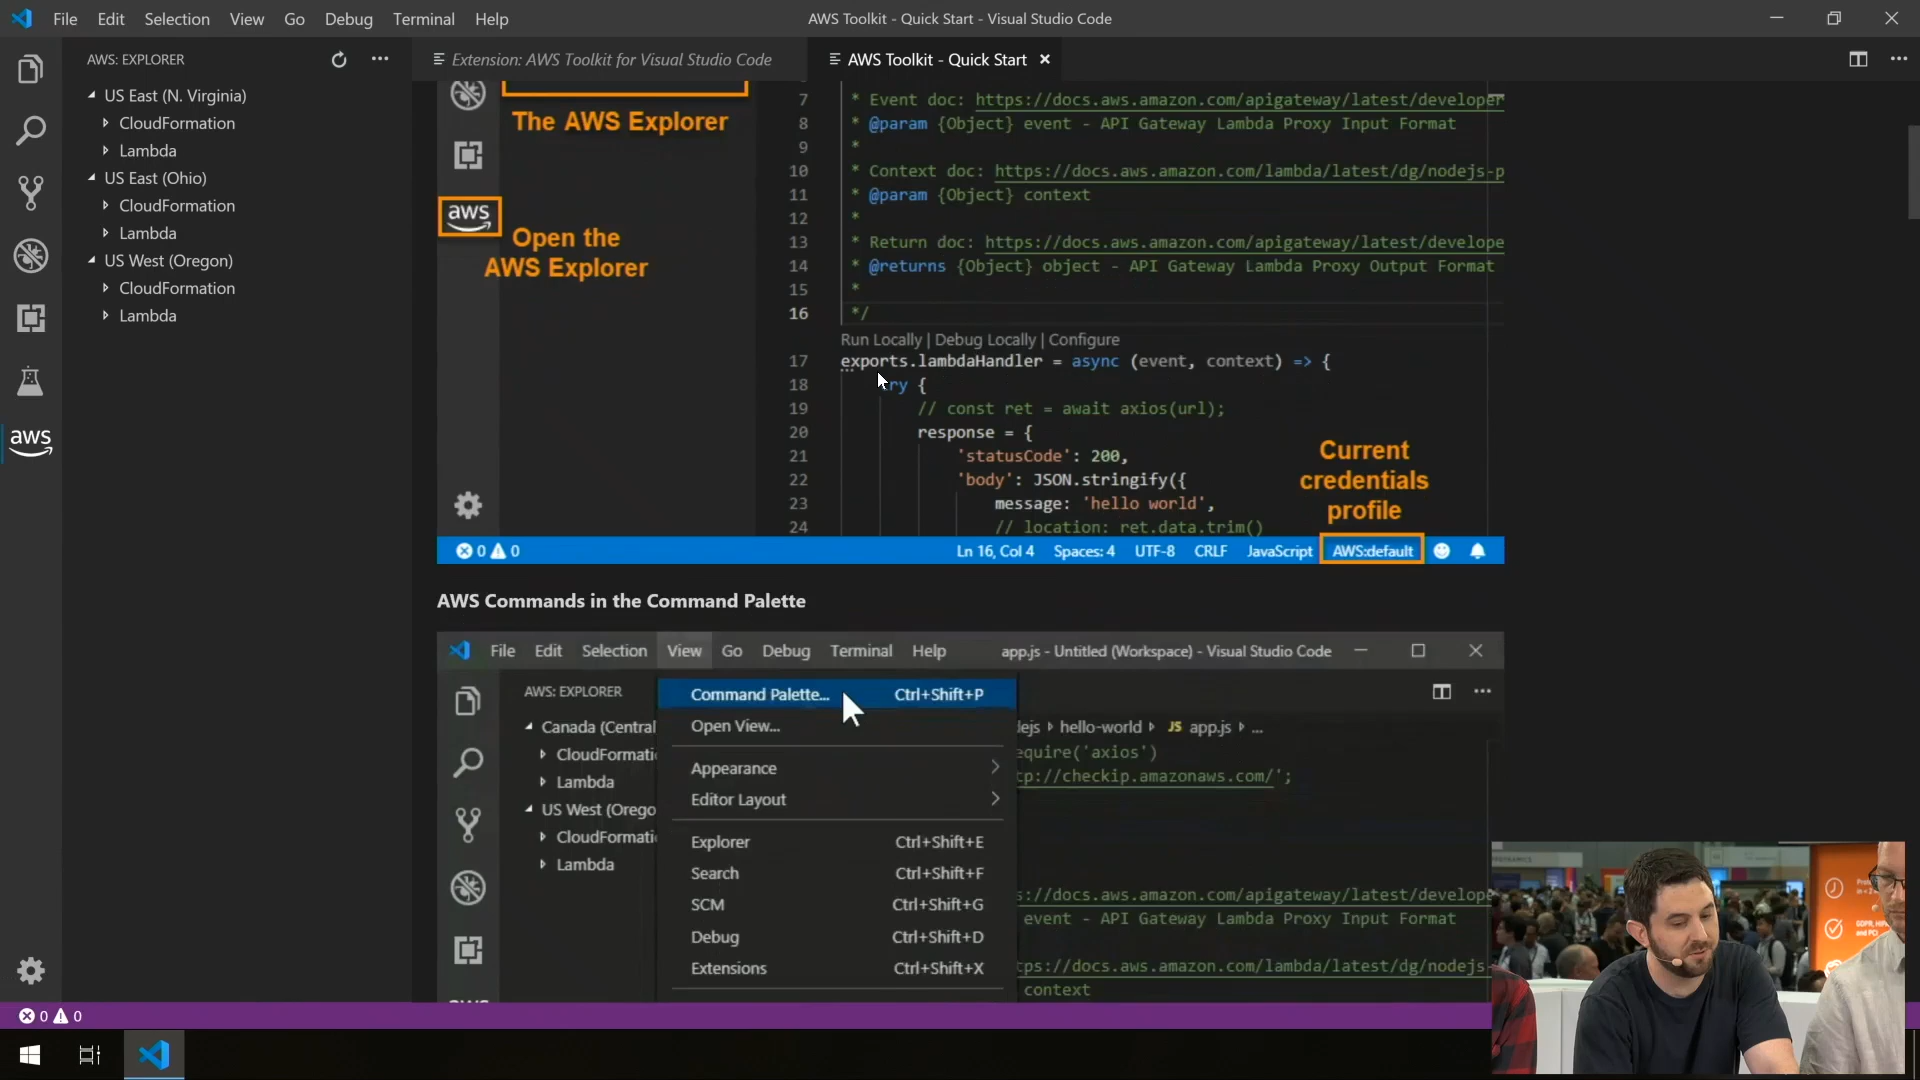 File Edit Selection View Go Debug Terminal Help
AWS Toolkit - Quick Start - Visual Studio Code
AWS: EXPLORER
Extension: AWS Toolkit for Visual Studio Code
AWS Toolkit - Quick Start
US East (N. Virginia)
CloudFormation
Lambda
US East (Ohio)
CloudFormation
Lambda
US West (Oregon)
CloudFormation
Lambda
aws
The AWS Explorer
aws
Open the
AWS Explorer
7 * Event doc: https://docs.aws.amazon.com/apigateway/latest/developer
8 * @param {Object} event - API Gateway Lambda Proxy Input Format
9 *
10 * Context doc: https://docs.aws.amazon.com/lambda/latest/dg/nodejs-p
11 * @param {Object} context
12 *
13 * Return doc: https://docs.aws.amazon.com/apigateway/latest/develope
14 * @returns {Object} object - API Gateway Lambda Proxy Output Format
15 *
16 */
Run Locally | Debug Locally | Configure
17 exports.lambdaHandler = async (event, context) => {
18 try {
19 // const ret = await axios(url);
20 response = {
21 'statusCode': 200,
22 'body': JSON.stringify({
23 message: 'hello world',
24 // location: ret.data.trim()
Current
credentials
profile
0 0 Ln 16, Col 4 Spaces: 4 UTF-8 CRLF JavaScript AWS:default
AWS Commands in the Command Palette
File Edit Selection View Go Debug Terminal Help
app.js - Untitled (Workspace) - Visual Studio Code
AWS: EXPLORER
Canada (Central
CloudFormati
Lambda
US West (Orego
CloudFormati
Lambda
Command Palette... Ctrl+Shift+P
Open View...
Appearance
Editor Layout
Explorer Ctrl+Shift+E
Search Ctrl+Shift+F
SCM Ctrl+Shift+G
Debug Ctrl+Shift+D
Extensions Ctrl+Shift+X
dejs hello-world JS app.js ...
equire('axios')
tp://checkip.amazonaws.com/';
s://docs.aws.amazon.com/apigateway/latest/develope
event - API Gateway Lambda Proxy Input Format
tps://docs.aws.amazon.com/lambda/latest/dg/nodejs-
context
0 0